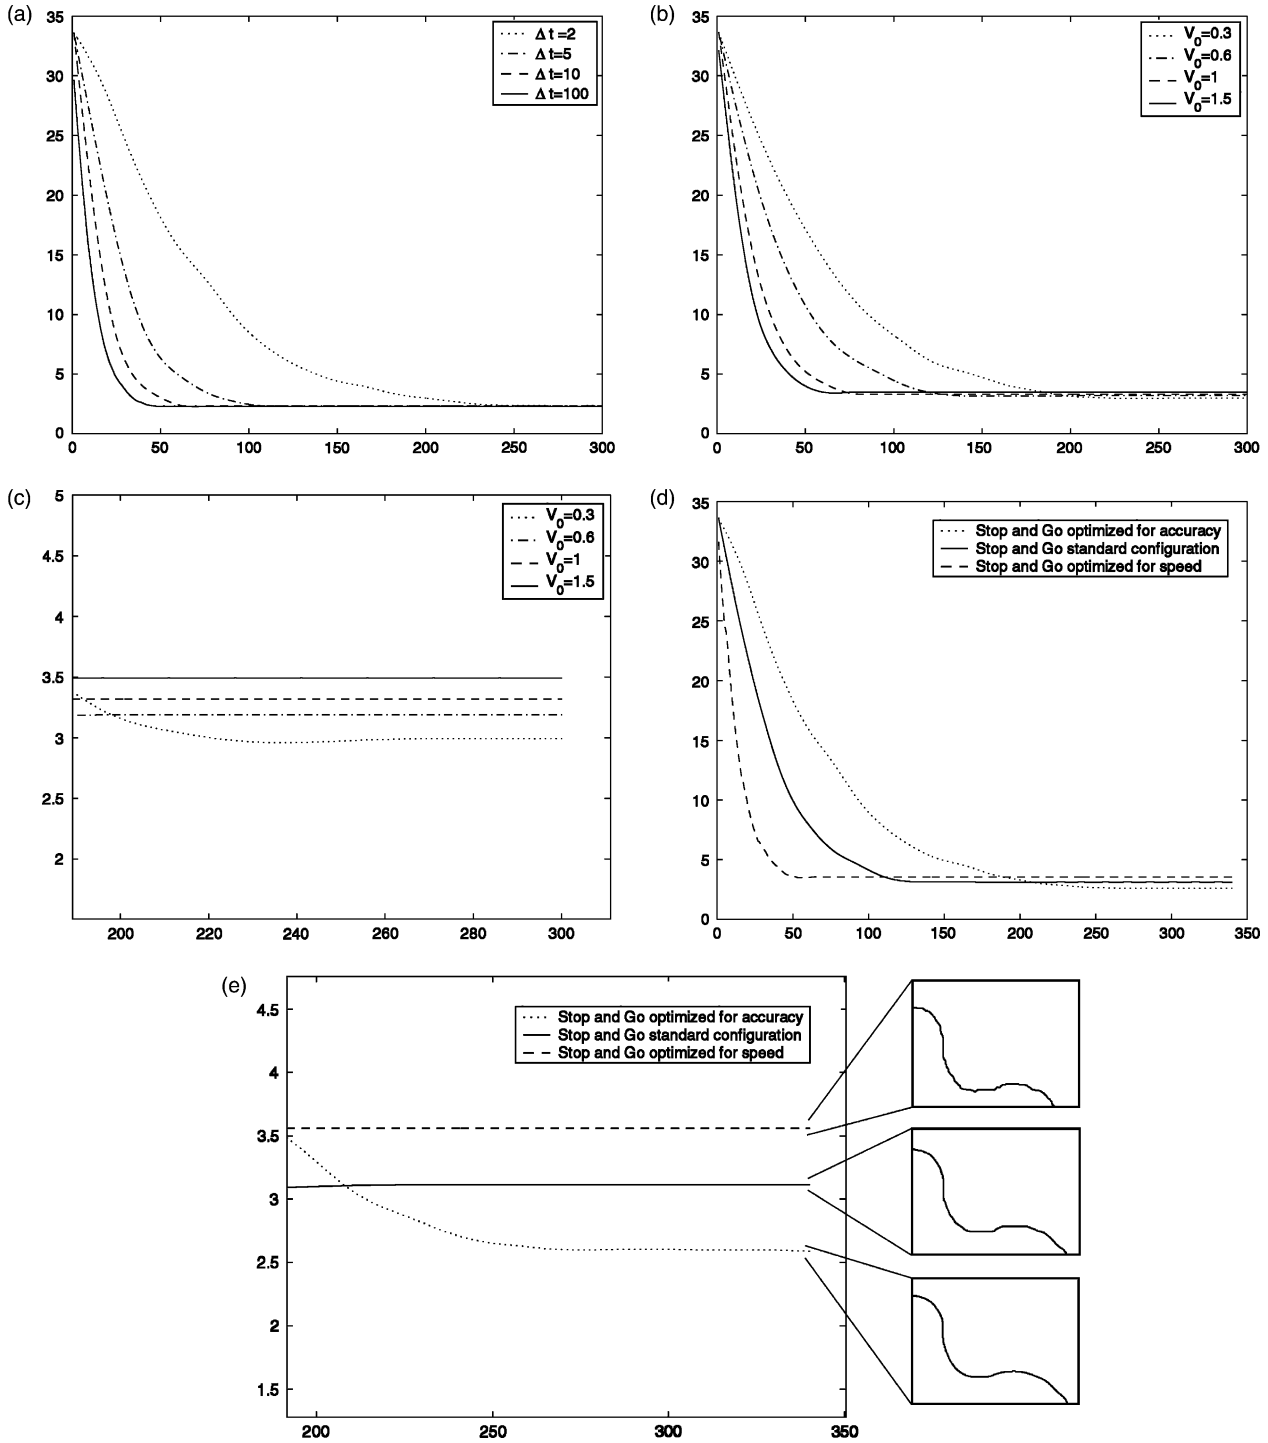 (a)
35
30
25
20
15
10
5
0
0 50 100 150 200 250 300
Δ t =2
Δ t=5
Δ t=10
Δ t=100
(b)
35
30
25
20
15
10
5
0
0 50 100 150 200 250 300
V0=0.3
V0=0.6
V0=1
V0=1.5
(c)
5
4.5
4
3.5
3
2.5
2
200 220 240 260 280 300
V0=0.3
V0=0.6
V0=1
V0=1.5
(d)
35
30
25
20
15
10
5
0
0 50 100 150 200 250 300 350
Stop and Go optimized for accuracy
Stop and Go standard configuration
Stop and Go optimized for speed
(e)
4.5
4
3.5
3
2.5
2
1.5
200 250 300 350
Stop and Go optimized for accuracy
Stop and Go standard configuration
Stop and Go optimized for speed